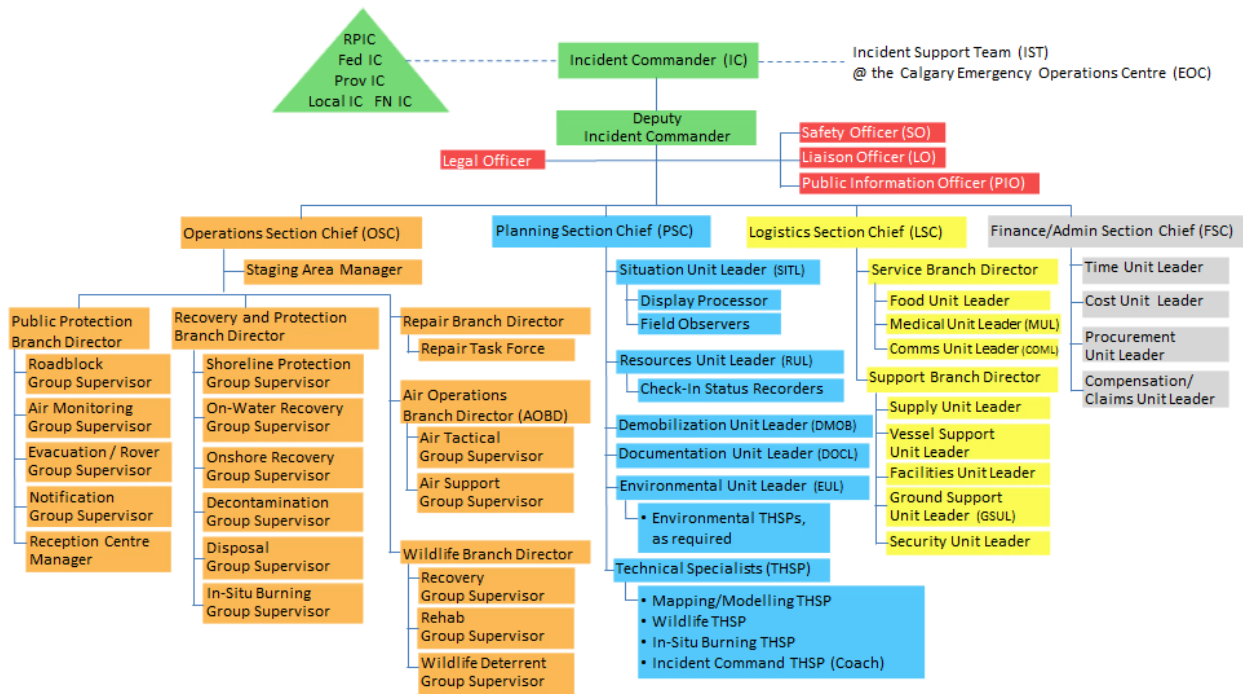 RPIC
Fed IC
Prov IC
Local IC FN IC
Incident Commander (IC)
Incident Support Team (IST)
@ the Calgary Emergency Operations Centre (EOC)
Deputy
Incident Commander
Legal Officer
Safety Officer (SO)
Liaison Officer (LO)
Public Information Officer (PIO)
Operations Section Chief (OSC)
Staging Area Manager
Public Protection
Branch Director
Roadblock
Group Supervisor
Air Monitoring
Group Supervisor
Evacuation / Rover
Group Supervisor
Notification
Group Supervisor
Reception Centre
Manager
Recovery and Protection
Branch Director
Shoreline Protection
Group Supervisor
On-Water Recovery
Group Supervisor
Onshore Recovery
Group Supervisor
Decontamination
Group Supervisor
Disposal
Group Supervisor
In-Situ Burning
Group Supervisor
Repair Branch Director
Repair Task Force
Air Operations
Branch Director (AOBD)
Air Tactical
Group Supervisor
Air Support
Group Supervisor
Wildlife Branch Director
Recovery
Group Supervisor
Rehab
Group Supervisor
Wildlife Deterrent
Group Supervisor
Planning Section Chief (PSC)
Situation Unit Leader (SITL)
Display Processor
Field Observers
Resources Unit Leader (RUL)
Check-In Status Recorders
Demobilization Unit Leader (DMOB)
Documentation Unit Leader (DOCL)
Environmental Unit Leader (EUL)
• Environmental THSPs,
as required
Technical Specialists (THSP)
• Mapping/Modelling THSP
• Wildlife THSP
• In-Situ Burning THSP
• Incident Command THSP (Coach)
Logistics Section Chief (LSC)
Service Branch Director
Food Unit Leader
Medical Unit Leader (MUL)
Comms Unit Leader (COML)
Support Branch Director
Supply Unit Leader
Vessel Support
Unit Leader
Facilities Unit Leader
Ground Support
Unit Leader (GSUL)
Security Unit Leader
Finance/Admin Section Chief (FSC)
Time Unit Leader
Cost Unit Leader
Procurement
Unit Leader
Compensation/
Claims Unit Leader